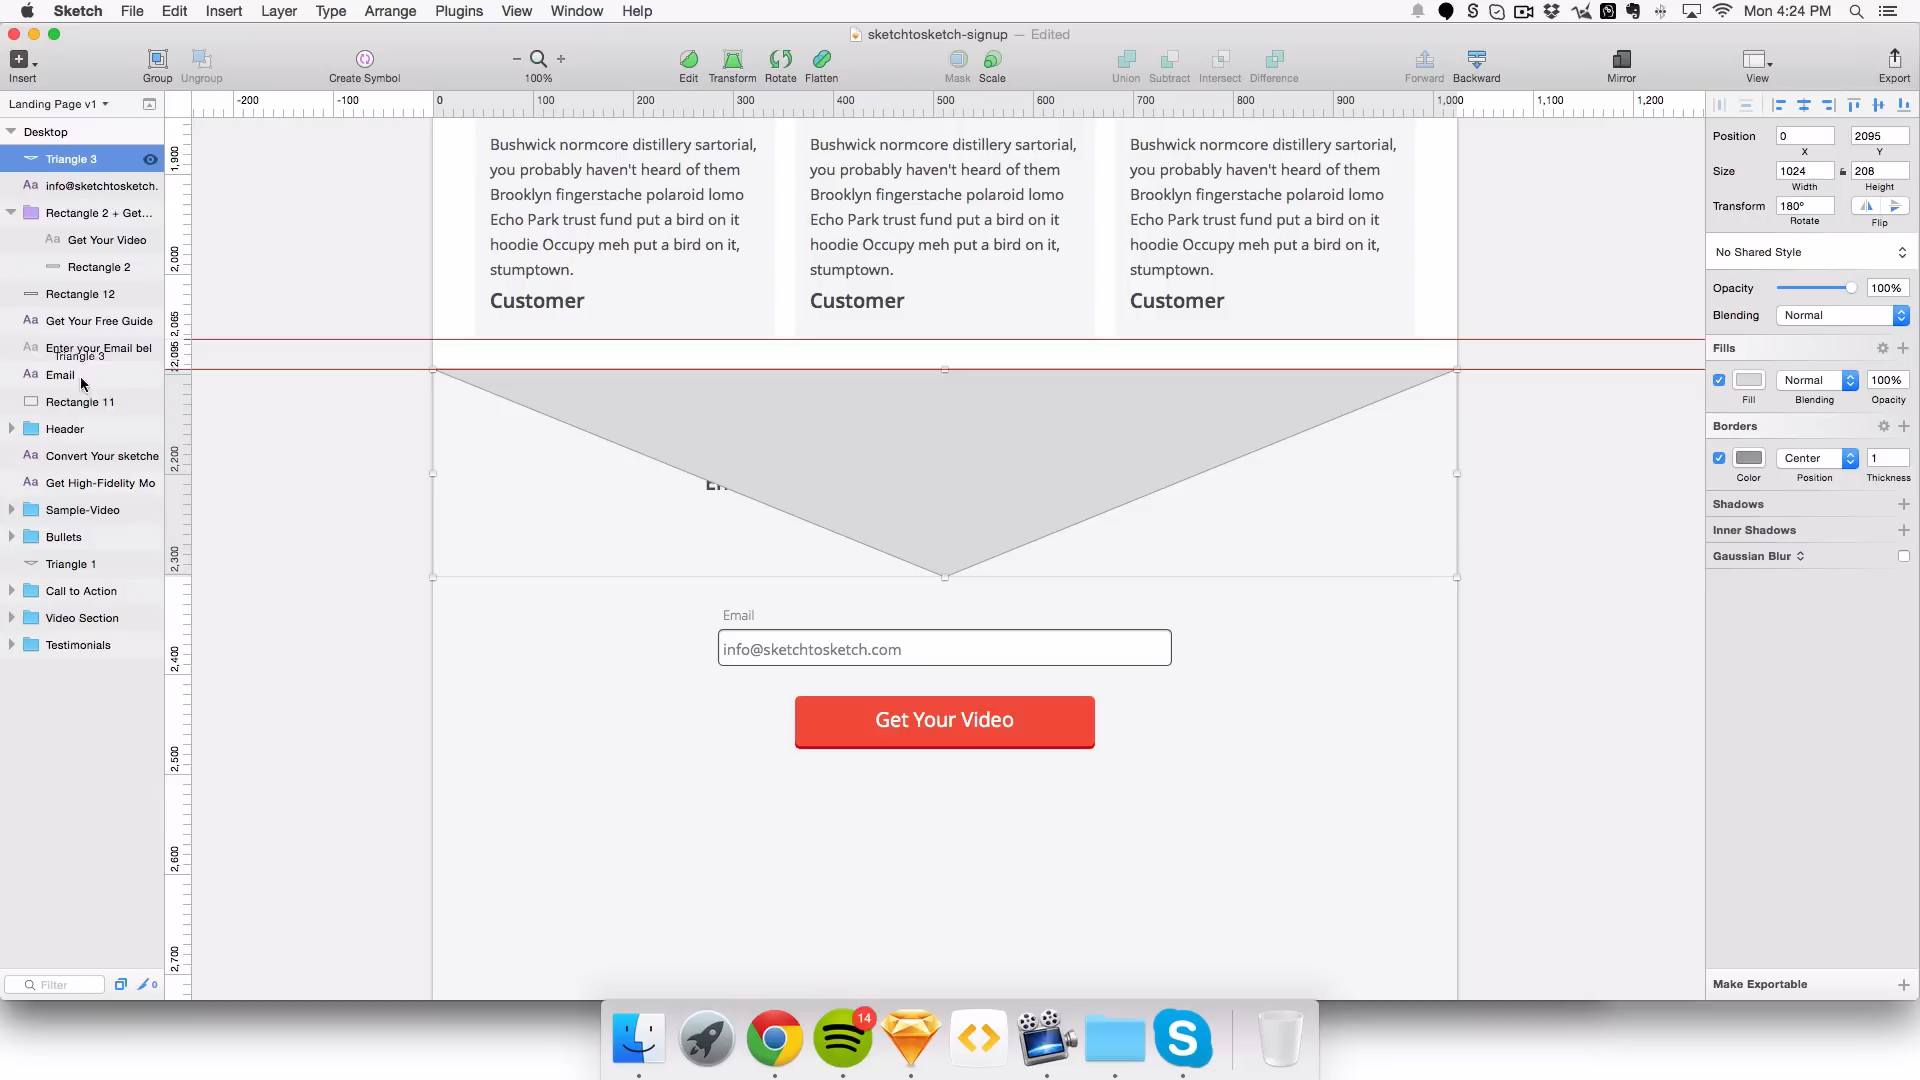 Sketch File Edit Insert Layer Type Arrange Plugins View Window Help Mon 4:24 PM
sketchtosketch-signup — Edited
Insert Group Ungroup Create Symbol 100% Edit Transform Rotate Flatten Mask Scale Union Subtract Intersect Difference Forward Backward Mirror View Export
Landing Page v1
-200 -100 0 100 200 300 400 500 600 700 800 900 1,000 1,100 1,200
Desktop
Triangle 3
info@sketchtosketch.
Rectangle 2 + Get...
Get Your Video
Rectangle 2
Rectangle 12
Get Your Free Guide
Enter your Email bel
Triangle 3
Email
Rectangle 11
Header
Convert Your sketche
Get High-Fidelity Mo
Sample-Video
Bullets
Triangle 1
Call to Action
Video Section
Testimonials
Filter
0
1,900
2,000
2,065
2,095
2,200
2,300
2,400
2,500
2,600
2,700
Bushwick normcore distillery sartorial,
you probably haven't heard of them
Brooklyn fingerstache polaroid lomo
Echo Park trust fund put a bird on it
hoodie Occupy meh put a bird on it,
stumptown.
Customer
Bushwick normcore distillery sartorial,
you probably haven't heard of them
Brooklyn fingerstache polaroid lomo
Echo Park trust fund put a bird on it
hoodie Occupy meh put a bird on it,
stumptown.
Customer
Bushwick normcore distillery sartorial,
you probably haven't heard of them
Brooklyn fingerstache polaroid lomo
Echo Park trust fund put a bird on it
hoodie Occupy meh put a bird on it,
stumptown.
Customer
Email
info@sketchtosketch.com
Get Your Video
Position 0 2095
X Y
Size 1024 208
Width Height
Transform 180º
Rotate Flip
No Shared Style
Opacity 100%
Blending Normal
Fills
Normal 100%
Fill Blending Opacity
Borders
Center 1
Color Position Thickness
Shadows
Inner Shadows
Gaussian Blur
Make Exportable
14